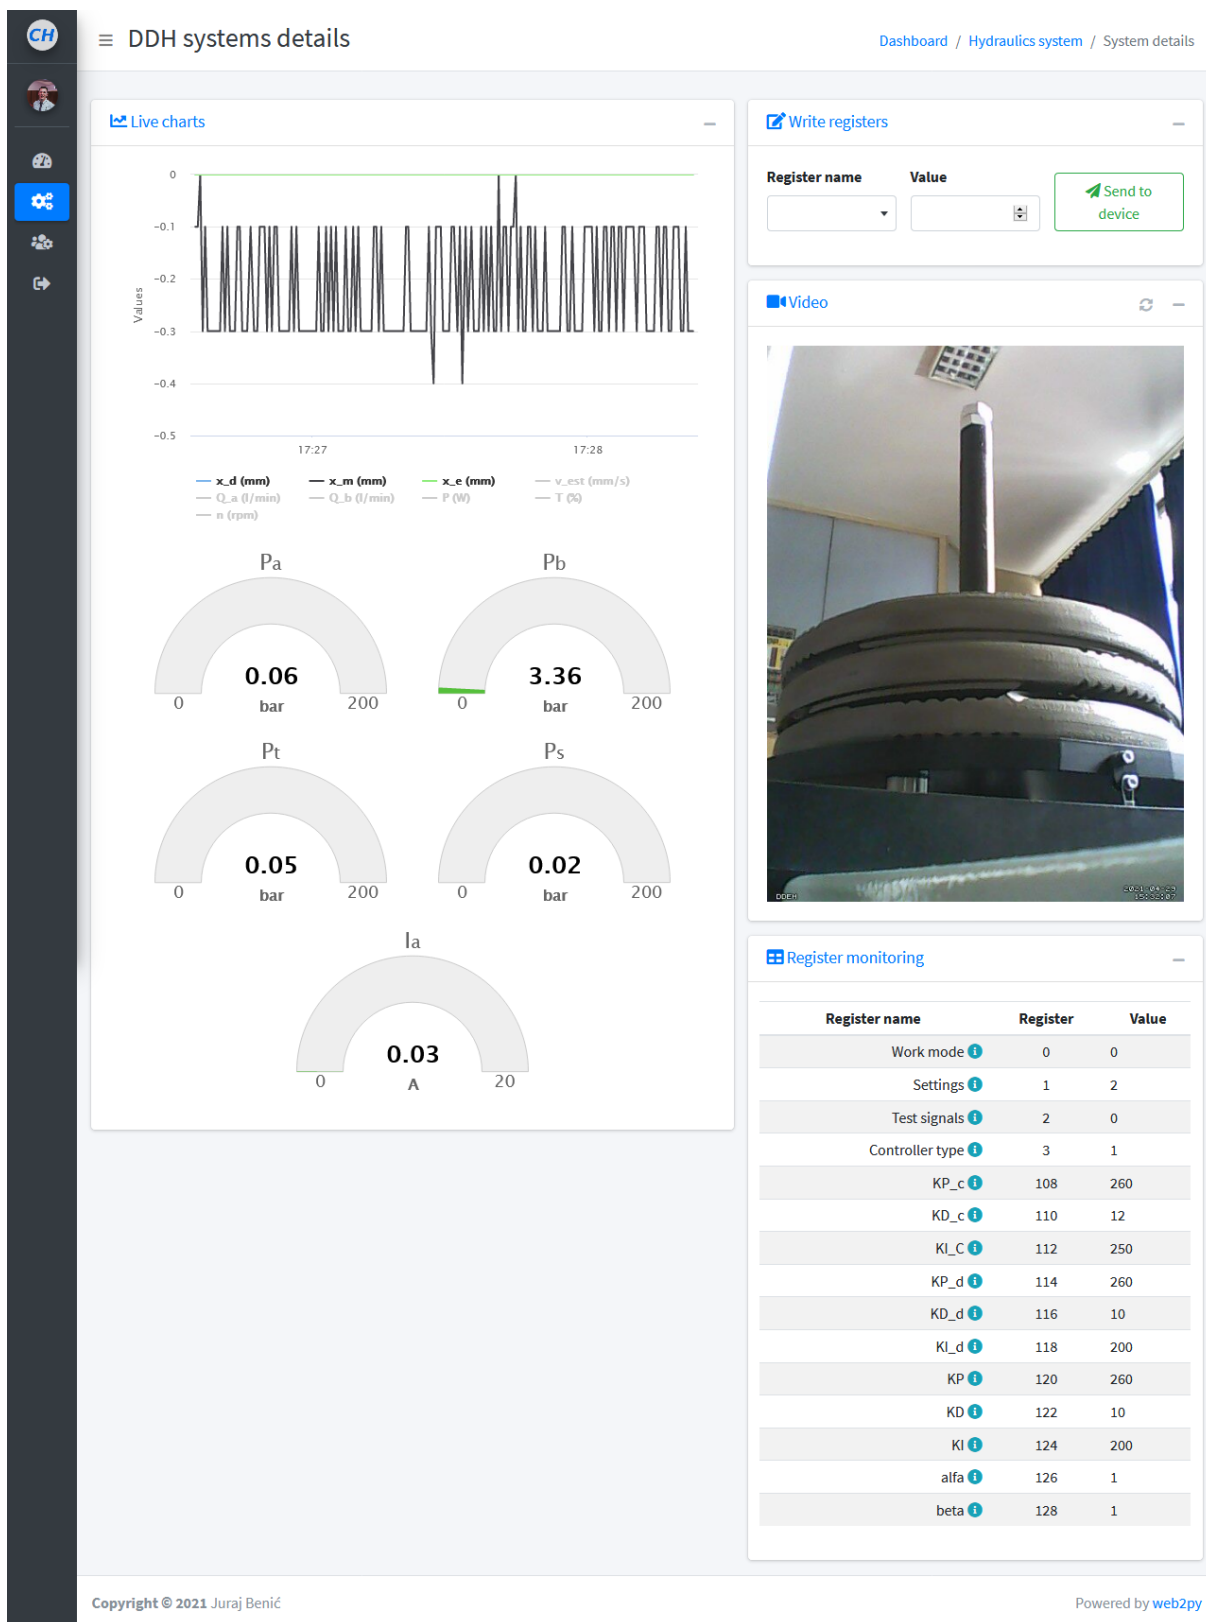 CH
DDH systems details
Dashboard / Hydraulics system / System details
Live charts
0
-0.1
-0.2
-0.3
-0.4
-0.5
Values
17:27 17:28
x_d (mm) x_m (mm) x_e (mm) v_est (mm/s)
Q_a (l/min) Q_b (l/min) P (W) T (%)
n (rpm)
Pa
0.06
bar
0 200
Pb
3.36
bar
0 200
Pt
0.05
bar
0 200
Ps
0.02
bar
0 200
Ia
0.03
A
0 20
Write registers
Register name Value
Send to
device
Video
DDEH
2021-04-29
15:32:07
Register monitoring
Register name Register Value
Work mode 0 0
Settings 1 2
Test signals 2 0
Controller type 3 1
KP_c 108 260
KD_c 110 12
KI_C 112 250
KP_d 114 260
KD_d 116 10
KI_d 118 200
KP 120 260
KD 122 10
KI 124 200
alfa 126 1
beta 128 1
Copyright © 2021 Juraj Benić
Powered by web2py